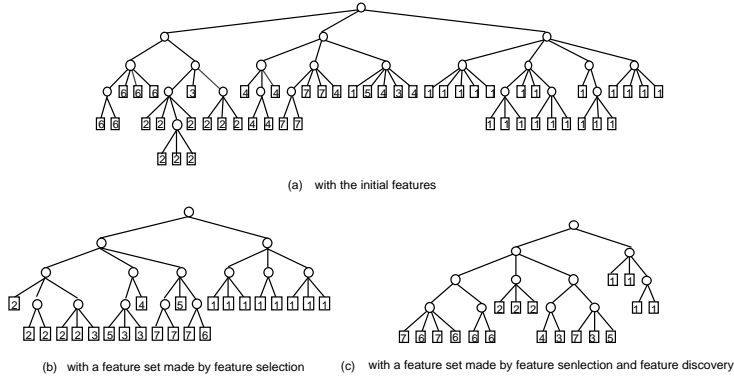 6 6 6 3 4 4 7 7 4 1 5 4 3 4 1 1 1 1 1 1 1 1 1 1 1 1
6 6 2 2 2 2 2 2 4 4 7 7 1 1 1 1 1 1 1 1 1
2 2 2
(a) with the initial features
2 4 5 1 1 1 1 1 1 1 1
2 2 2 2 3 5 3 3 7 7 7 6
(b) with a feature set made by feature selection
1 1
2 2 2 1 1
7 6 7 6 6 6 4 3 7 3 5
(c) with a feature set made by feature senlection and feature discovery